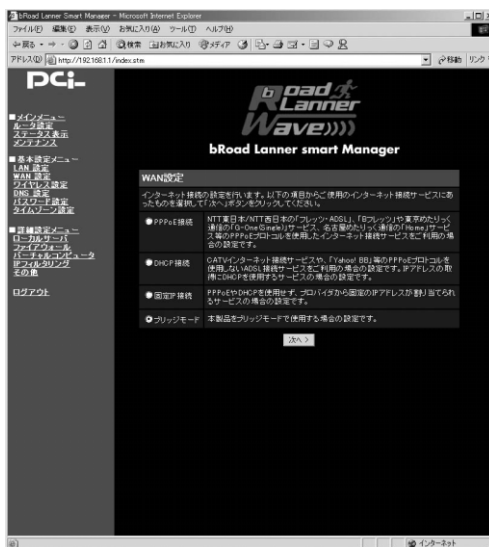 bRoad Lanner Smart Manager - Microsoft Internet Explorer
ファイル(F) 編集(E) 表示(V) お気に入り(A) ツール(T) ヘルプ(H)
戻る 検索 お気に入り メディア
アドレス(D) http://192.168.1.1/index.stm 移動 リンク
PCi
Road
Lanner
Wave
bRoad Lanner smart Manager
■メインメニュー
ルータ設定
ステータス表示
メンテナンス
■基本設定メニュー
LAN 設定
WAN 設定
ワイヤレス設定
DNS 設定
パスワード設定
タイムゾーン設定
■詳細設定メニュー
ローカルサーバ
ファイアウォール
バーチャルコンピュータ
IPフィルタリング
その他
ログアウト
WAN設定
インターネット接続の設定を行います。以下の項目からご使用のインターネット接続サービスにあ
ったものを選択して「次へ」ボタンをクリックしてください。
PPPoE接続
NTT東日本/NTT西日本の「フレッツ・ADSL」、「Bフレッツ」や東京めたりっく
通信の「Q-One(Single)」サービス、名古屋めたりっく通信の「Home」サービ
ス等のPPPoEプロトコルを使用したインターネット接続サービスをご利用の場
合の設定です。
DHCP接続
CATVインターネット接続サービスや、「Yahoo! BB」等のPPPoEプロトコルを
使用しないADSL接続サービスをご利用の場合の設定です。IPアドレスの取
得にDHCPを使用するサービスの場合の設定です。
固定IP接続
PPPoEやDHCPを使用せず、プロバイダから固定のIPアドレスが割り当てられ
るサービスの場合の設定です。
ブリッジモード
本製品をブリッジモードで使用する場合の設定です。
次へ >
インターネット